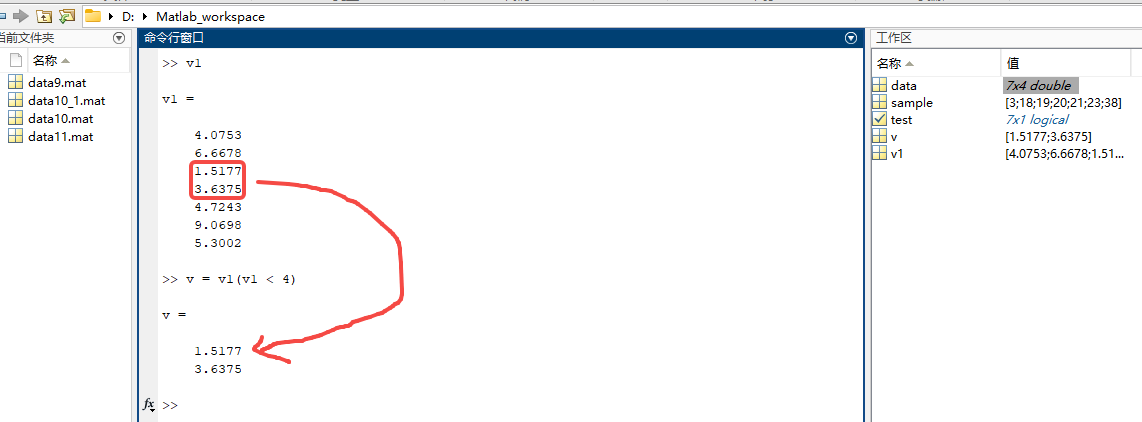 D: ▸ Matlab_workspace
当前文件夹
名称
data9.mat
data10_1.mat
data10.mat
data11.mat
命令行窗口
>> v1
v1 =
4.0753
6.6678
1.5177
3.6375
4.7243
9.0698
5.3002
>> v = v1(v1 < 4)
v =
1.5177
3.6375
fx >>
工作区
名称 值
data 7x4 double
sample [3;18;19;20;21;23;38]
test 7x1 logical
v [1.5177;3.6375]
v1 [4.0753;6.6678;1.51...